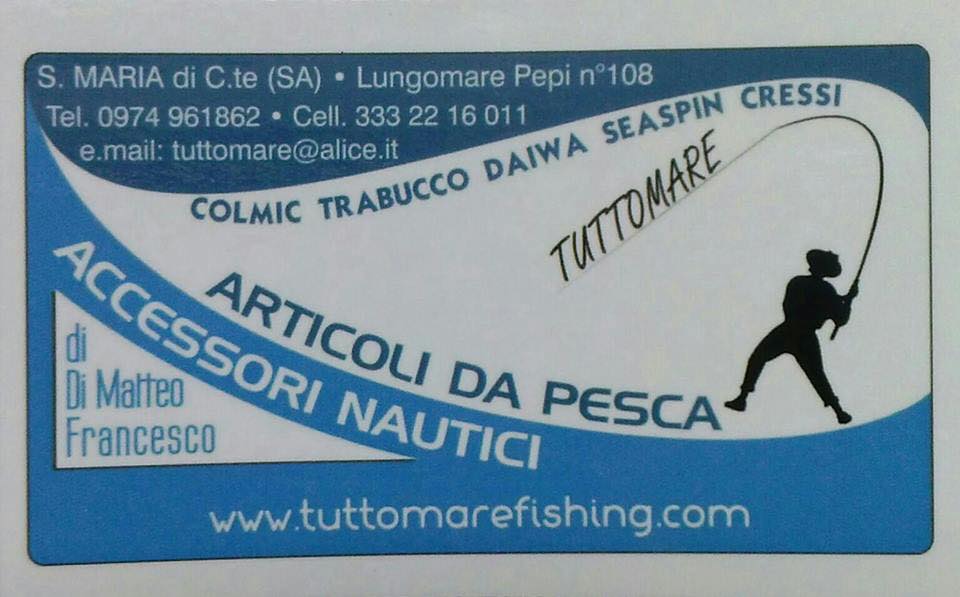 S. MARIA di C.te (SA) • Lungomare Pepi n°108
Tel. 0974 961862 • Cell. 333 22 16 011
e.mail: tuttomare@alice.it
COLMIC TRABUCCO DAIWA SEASPIN CRESSI
TUTTOMARE
ARTICOLI DA PESCA
ACCESSORI NAUTICI
di
Di Matteo
Francesco
www.tuttomarefishing.com